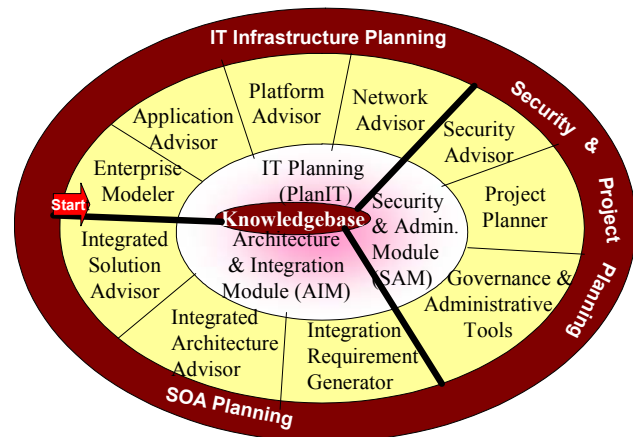 IT Infrastructure Planning
Security & Project Planning
SOA Planning
Start
Enterprise
Modeler
Application
Advisor
Platform
Advisor
Network
Advisor
Security
Advisor
Project
Planner
Governance &
Administrative
Tools
Integration
Requirement
Generator
Integrated
Architecture
Advisor
Integrated
Solution
Advisor
IT Planning
(PlanIT)
Knowledgebase
Security
& Admin.
Module
(SAM)
Architecture
& Integration
Module (AIM)